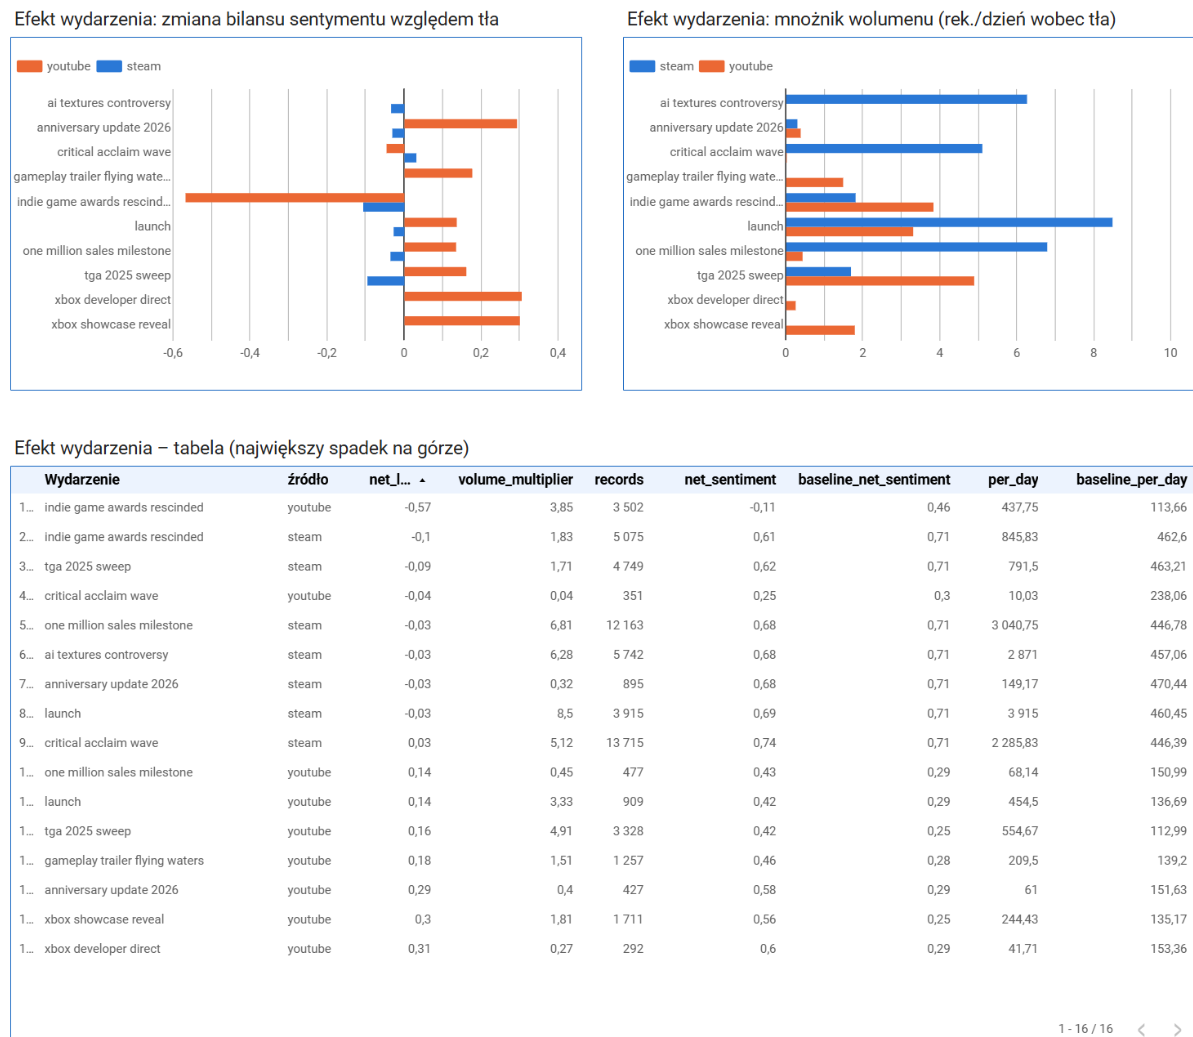 Efekt wydarzenia: zmiana bilansu sentymentu względem tła
youtube steam
ai textures controversy
anniversary update 2026
critical acclaim wave
gameplay trailer flying wate...
indie game awards rescind...
launch
one million sales milestone
tga 2025 sweep
xbox developer direct
xbox showcase reveal
-0,6 -0,4 -0,2 0 0,2 0,4
Efekt wydarzenia: mnożnik wolumenu (rek./dzień wobec tła)
steam youtube
ai textures controversy
anniversary update 2026
critical acclaim wave
gameplay trailer flying wate...
indie game awards rescind...
launch
one million sales milestone
tga 2025 sweep
xbox developer direct
xbox showcase reveal
0 2 4 6 8 10
Efekt wydarzenia – tabela (największy spadek na górze)
Wydarzenie źródło net_l... volume_multiplier records net_sentiment baseline_net_sentiment per_day baseline_per_day
1... indie game awards rescinded youtube -0,57 3,85 3 502 -0,11 0,46 437,75 113,66
2... indie game awards rescinded steam -0,1 1,83 5 075 0,61 0,71 845,83 462,6
3... tga 2025 sweep steam -0,09 1,71 4 749 0,62 0,71 791,5 463,21
4... critical acclaim wave youtube -0,04 0,04 351 0,25 0,3 10,03 238,06
5... one million sales milestone steam -0,03 6,81 12 163 0,68 0,71 3 040,75 446,78
6... ai textures controversy steam -0,03 6,28 5 742 0,68 0,71 2 871 457,06
7... anniversary update 2026 steam -0,03 0,32 895 0,68 0,71 149,17 470,44
8... launch steam -0,03 8,5 3 915 0,69 0,71 3 915 460,45
9... critical acclaim wave steam 0,03 5,12 13 715 0,74 0,71 2 285,83 446,39
1... one million sales milestone youtube 0,14 0,45 477 0,43 0,29 68,14 150,99
1... launch youtube 0,14 3,33 909 0,42 0,29 454,5 136,69
1... tga 2025 sweep youtube 0,16 4,91 3 328 0,42 0,25 554,67 112,99
1... gameplay trailer flying waters youtube 0,18 1,51 1 257 0,46 0,28 209,5 139,2
1... anniversary update 2026 youtube 0,29 0,4 427 0,58 0,29 61 151,63
1... xbox showcase reveal youtube 0,3 1,81 1 711 0,56 0,25 244,43 135,17
1... xbox developer direct youtube 0,31 0,27 292 0,6 0,29 41,71 153,36
1 - 16 / 16